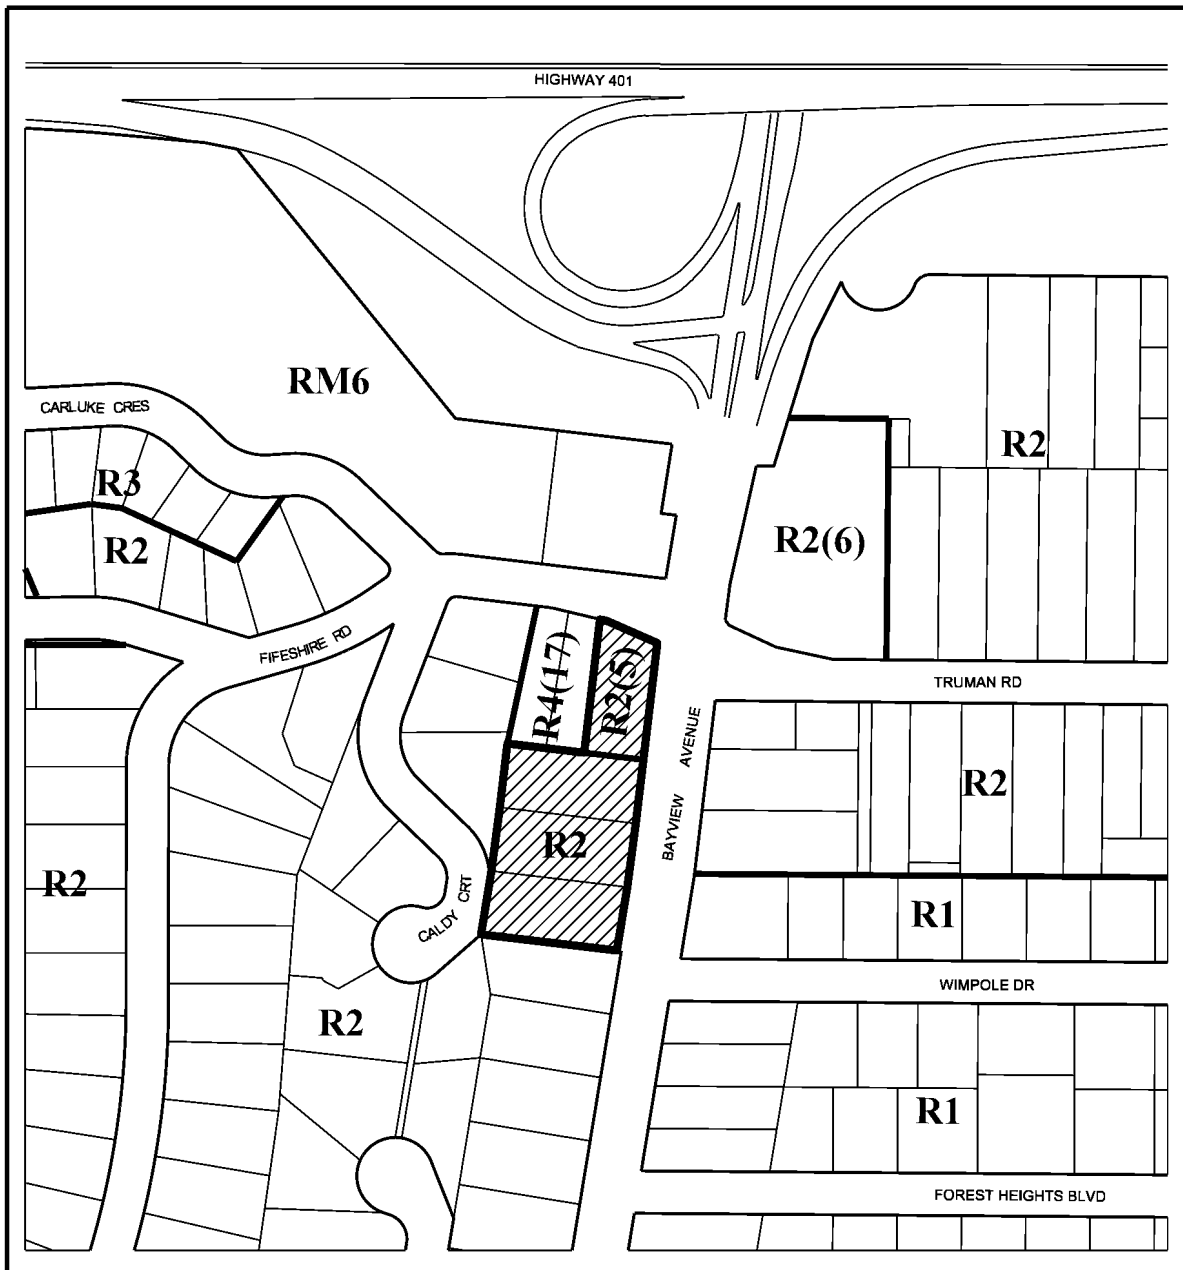 HIGHWAY 401
RM6
CARLUKE CRES
R2
R3
R2(6)
R2
FIFESHIRE RD
R4(17)
R2(5)
TRUMAN RD
BAYVIEW AVENUE
R2
R2
R2
R1
CALDY CRT
WIMPOLE DR
R2
R1
FOREST HEIGHTS BLVD